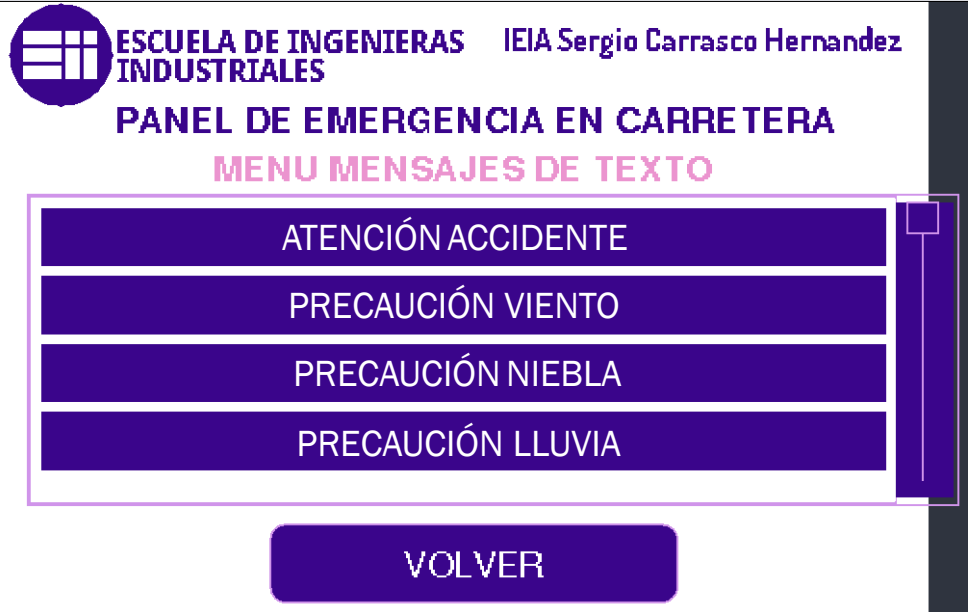 ESCUELA DE INGENIERAS
INDUSTRIALES
IEIA Sergio Carrasco Hernandez
PANEL DE EMERGENCIA EN CARRETERA
MENU MENSAJES DE TEXTO
ATENCIÓN ACCIDENTE
PRECAUCIÓN VIENTO
PRECAUCIÓN NIEBLA
PRECAUCIÓN LLUVIA
VOLVER